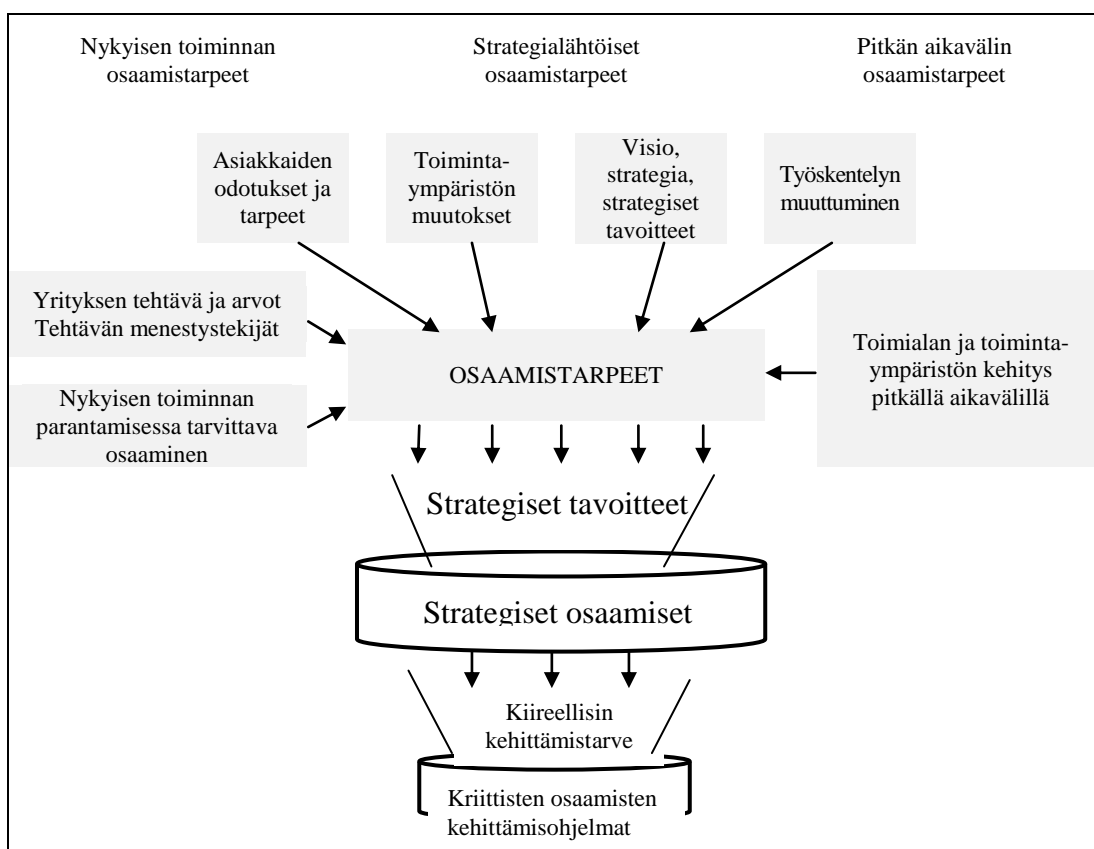 Nykyisen toiminnan
osaamistarpeet
Strategialähtöiset
osaamistarpeet
Pitkän aikavälin
osaamistarpeet
Asiakkaiden
odotukset ja
tarpeet
Toiminta-
ympäristön
muutokset
Visio,
strategia,
strategiset
tavoitteet
Työskentelyn
muuttuminen
Yrityksen tehtävä ja arvot
Tehtävän menestystekijät
Nykyisen toiminnan
parantamisessa tarvittava
osaaminen
OSAAMISTARPEET
Toimialan ja toiminta-
ympäristön kehitys
pitkällä aikavälillä
Strategiset tavoitteet
Strategiset osaamiset
Kiireellisin
kehittämistarve
Kriittisten osaamisten
kehittämisohjelmat